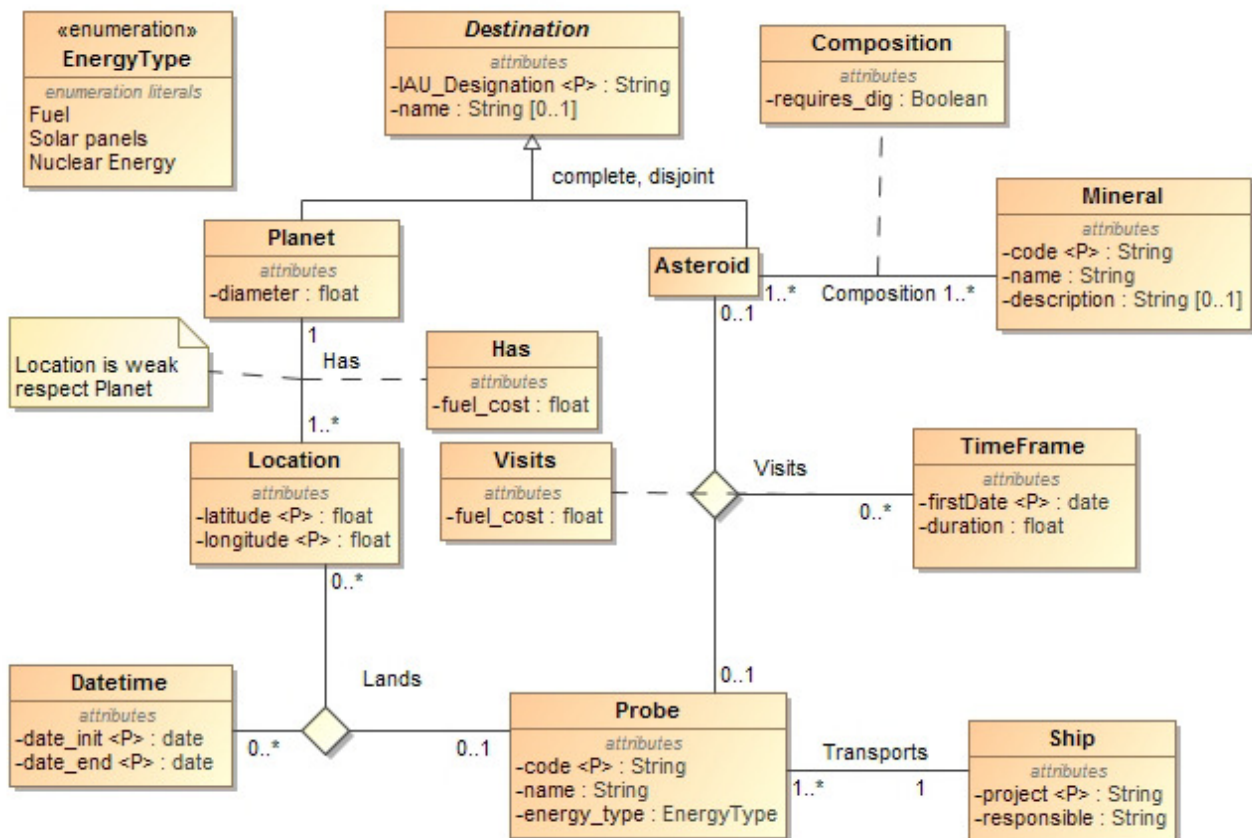 «enumeration»
EnergyType
enumeration literals
Fuel
Solar panels
Nuclear Energy
Destination
attributes
-IAU_Designation <P> : String
-name : String [0..1]
Composition
attributes
-requires_dig : Boolean
complete, disjoint
Planet
attributes
-diameter : float
Asteroid
Mineral
attributes
-code <P> : String
-name : String
-description : String [0..1]
1..*
Composition
1..*
0..1
1
Location is weak
respect Planet
Has
Has
attributes
-fuel_cost : float
1..*
Location
attributes
-latitude <P> : float
-longitude <P> : float
Visits
attributes
-fuel_cost : float
Visits
0..*
TimeFrame
attributes
-firstDate <P> : date
-duration : float
0..*
0..1
Datetime
attributes
-date_init <P> : date
-date_end <P> : date
0..*
Lands
0..1
Probe
attributes
-code <P> : String
-name : String
-energy_type : EnergyType
Transports
1..*
1
Ship
attributes
-project <P> : String
-responsible : String